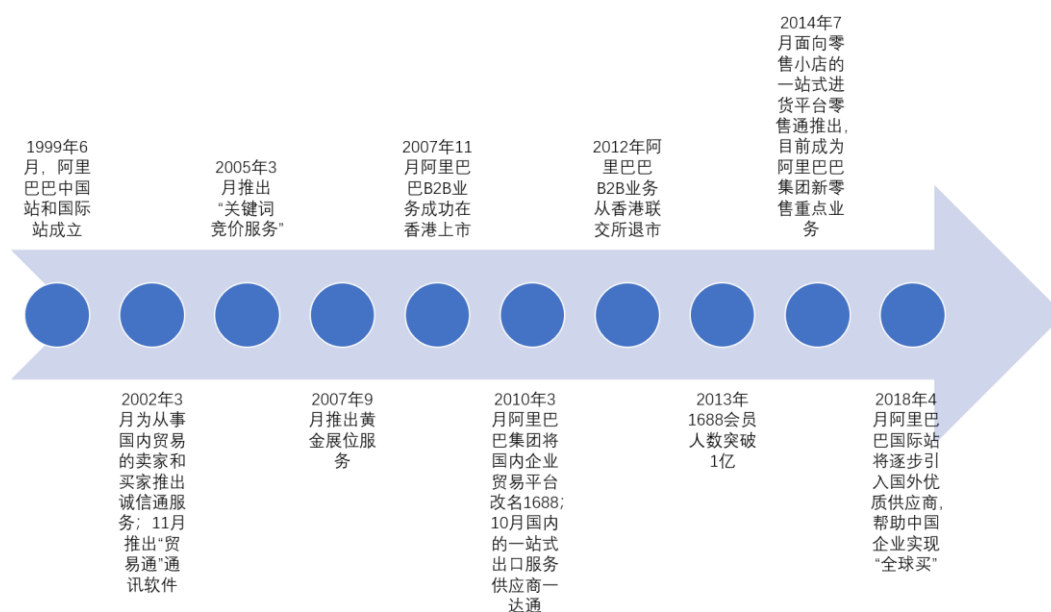 1999年6
月，阿里
巴巴中国
站和国际
站成立
2002年3
月为从事
国内贸易
的卖家和
买家推出
诚信通服
务；11月
推出“贸
易通”通
讯软件
2005年3
月推出
“关键词
竞价服务”
2007年9
月推出黄
金展位服
务
2007年11
月阿里巴
巴B2B业
务成功在
香港上市
2010年3
月阿里巴
巴集团将
国内企业
贸易平台
改名1688；
10月国内
的一站式
出口服务
供应商一
达通
2012年阿
里巴巴
B2B业务
从香港联
交所退市
2013年
1688会员
人数突破
1亿
2014年7
月面向零
售小店的
一站式进
货平台零
售通推出，
目前成为
阿里巴巴
集团新零
售重点业
务
2018年4
月阿里巴
巴国际站
将逐步引
入国外优
质供应商，
帮助中国
企业实现
“全球买”